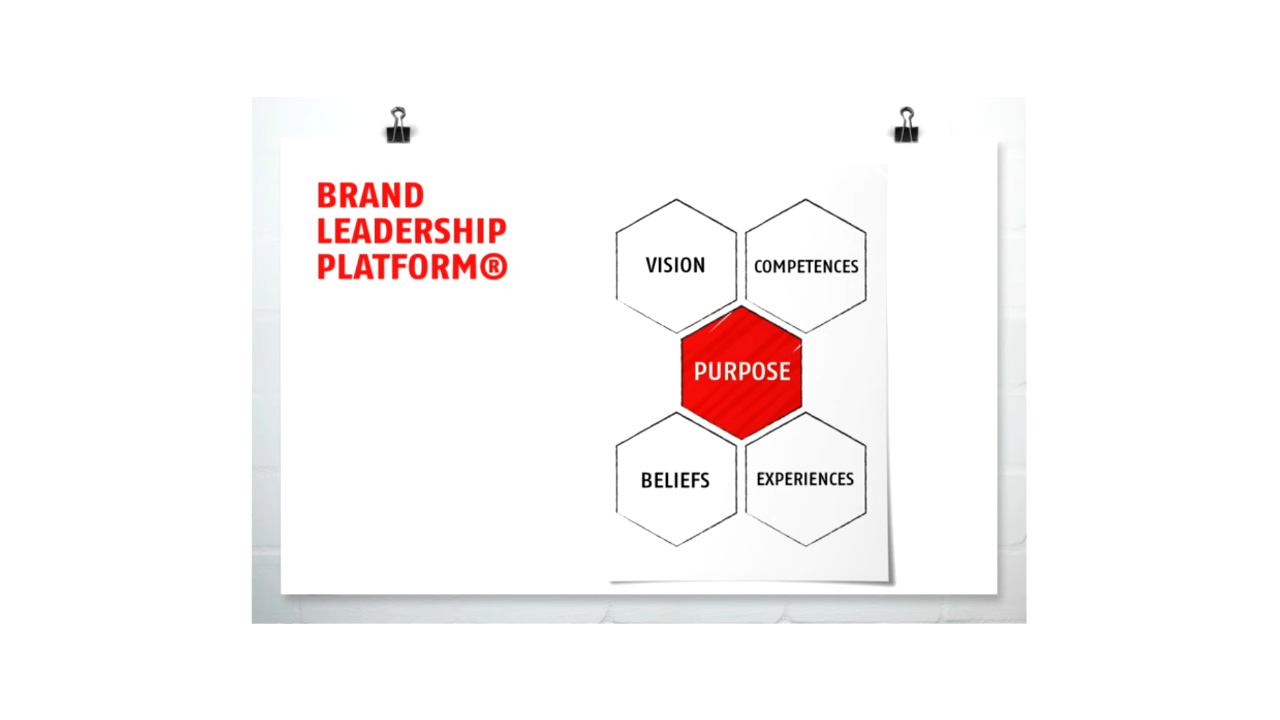 BRAND
LEADERSHIP
PLATFORM®
VISION
COMPETENCES
PURPOSE
BELIEFS
EXPERIENCES